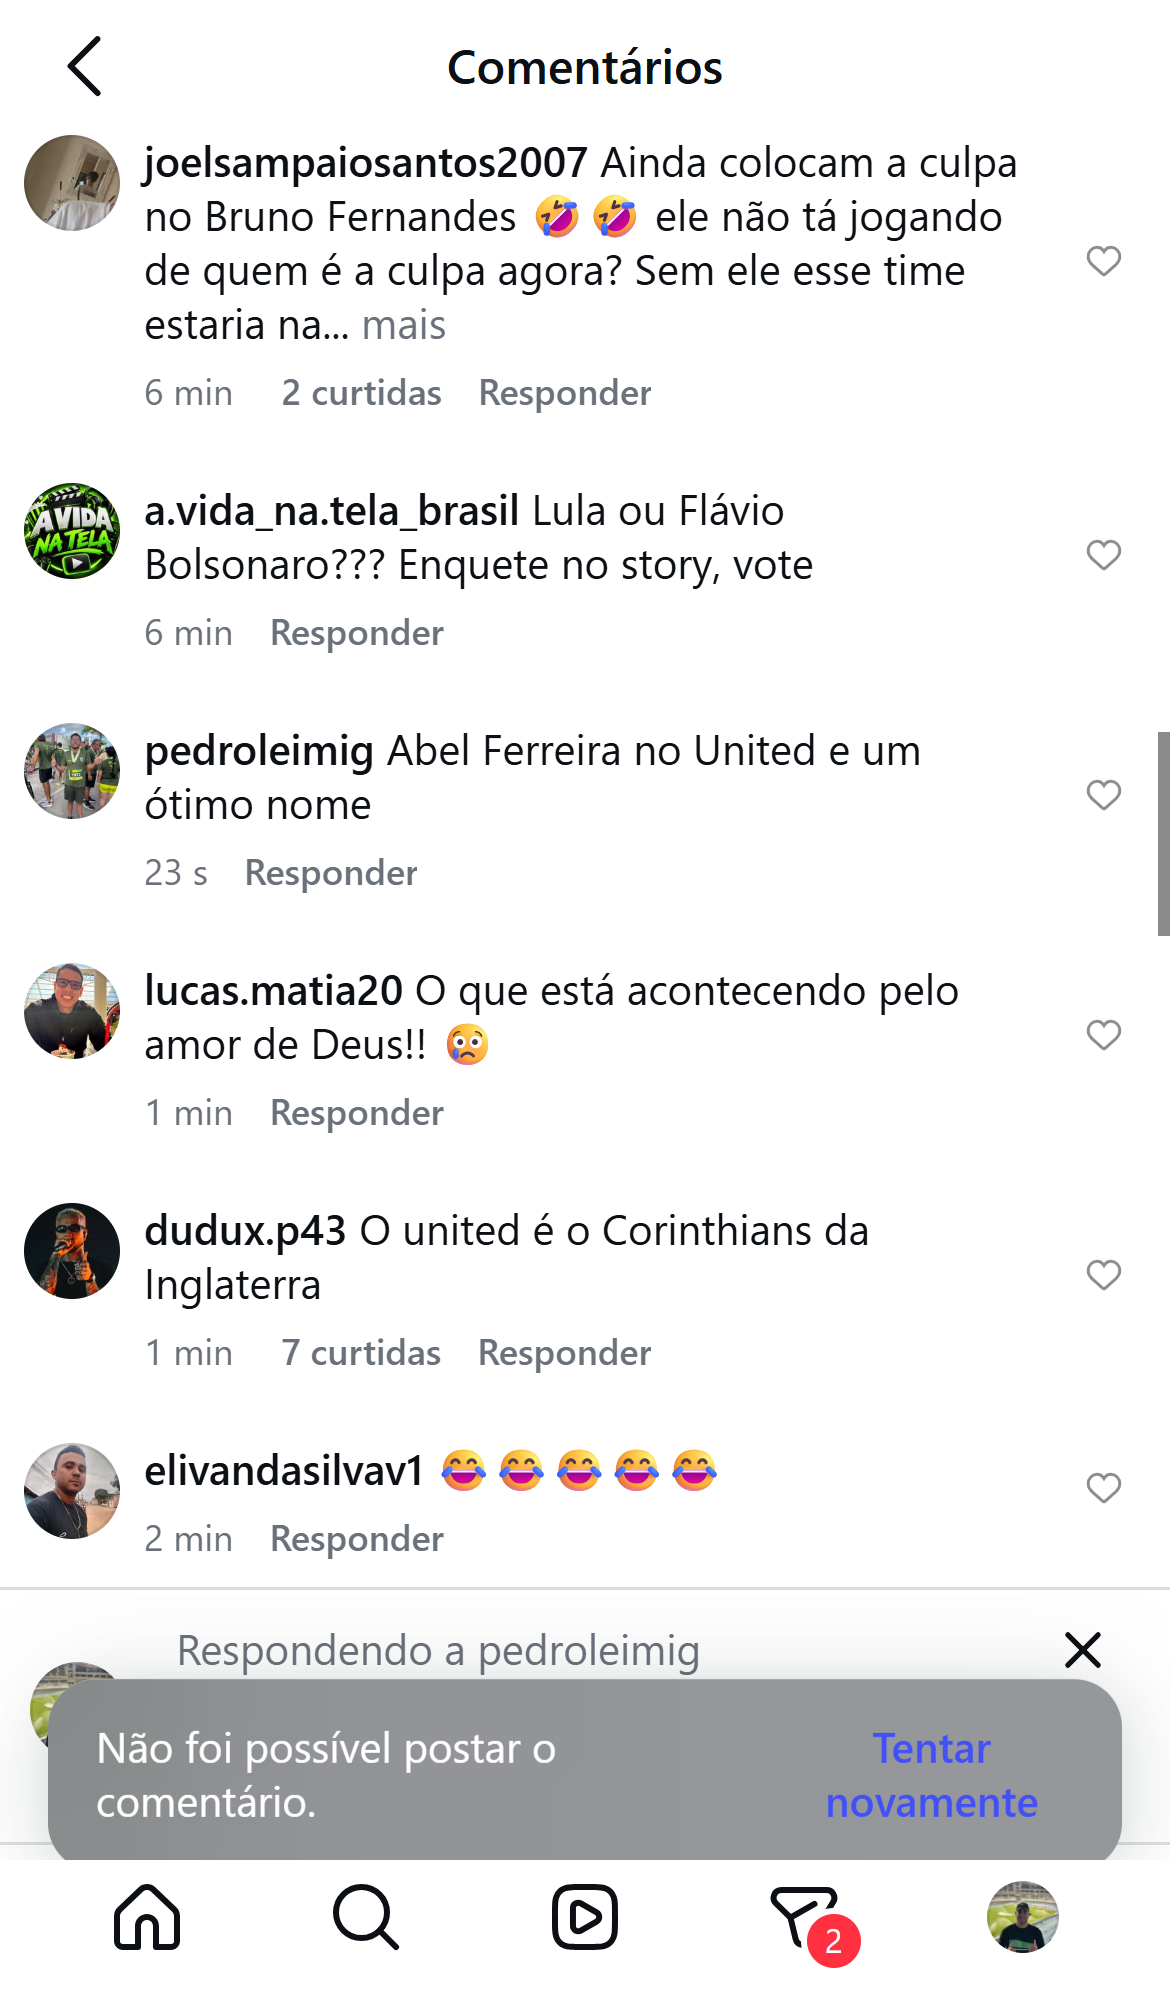 Comentários
joelsampaiosantos2007 Ainda colocam a culpa
no Bruno Fernandes 🤣🤣 ele não tá jogando
de quem é a culpa agora? Sem ele esse time
estaria na... mais
6 min 2 curtidas Responder
A VIDA
NA TELA
a.vida_na.tela_brasil Lula ou Flávio
Bolsonaro??? Enquete no story, vote
6 min Responder
pedroleimig Abel Ferreira no United e um
ótimo nome
23 s Responder
lucas.matia20 O que está acontecendo pelo
amor de Deus!! 😢
1 min Responder
dudux.p43 O united é o Corinthians da
Inglaterra
1 min 7 curtidas Responder
elivandasilvav1 😂😂😂😂😂
2 min Responder
Respondendo a pedroleimig
Não foi possível postar o
comentário.
Tentar
novamente
2